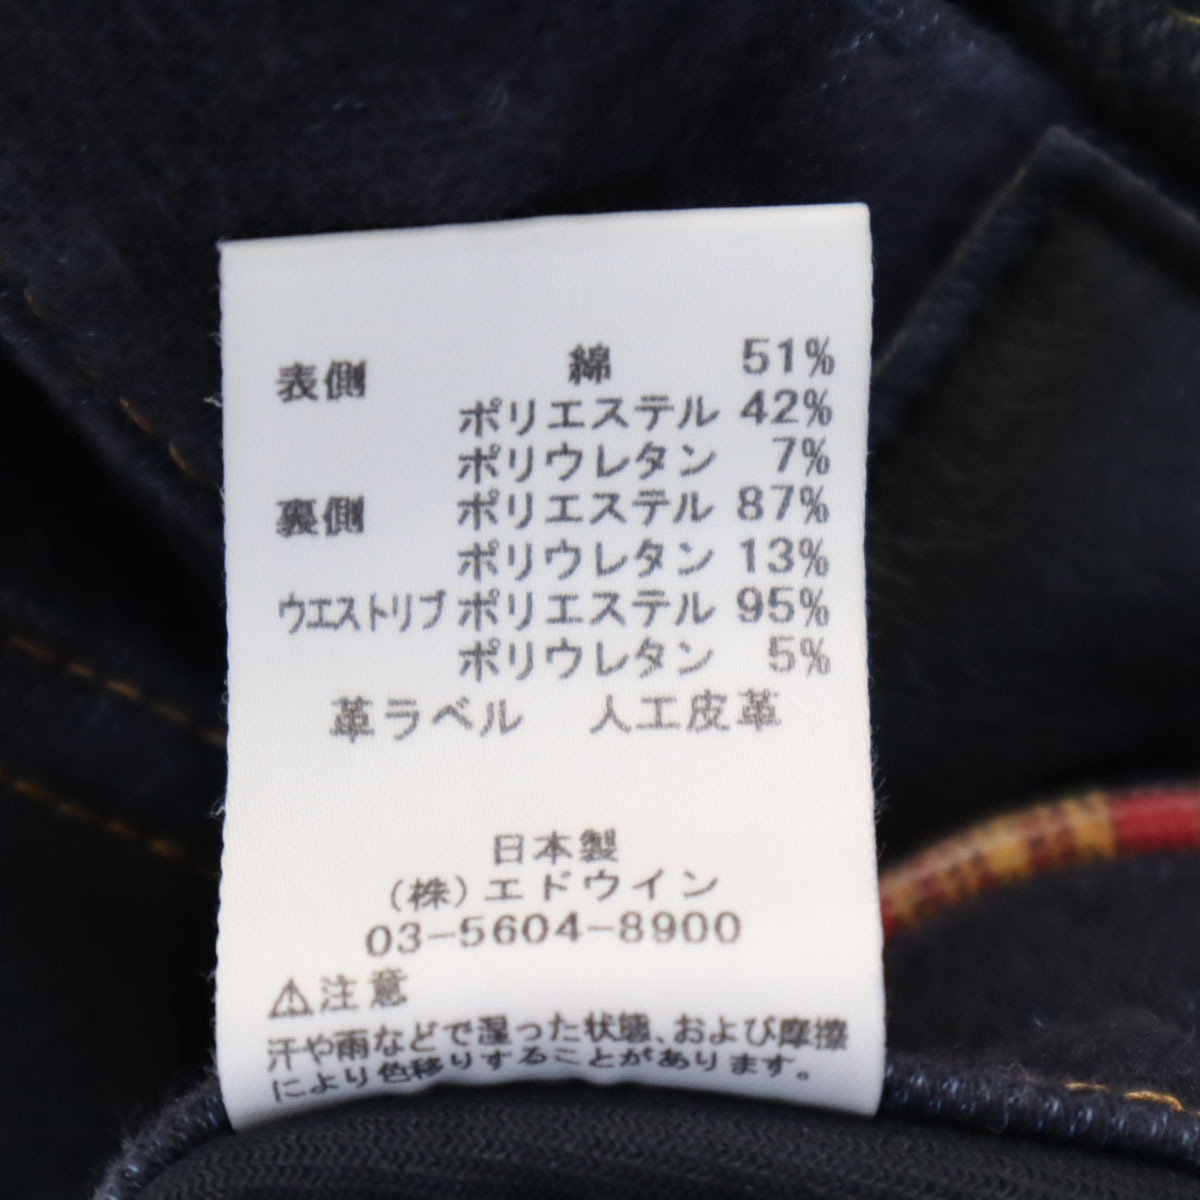 表側 綿 51%
ポリエステル 42%
ポリウレタン 7%
裏側 ポリエステル 87%
ポリウレタン 13%
ウエストリブ ポリエステル 95%
ポリウレタン 5%
革ラベル 人工皮革
日本製
(株)エドウイン
03-5604-8900
⚠注意
汗や雨などで湿った状態、および摩擦
により色移りすることがあります。